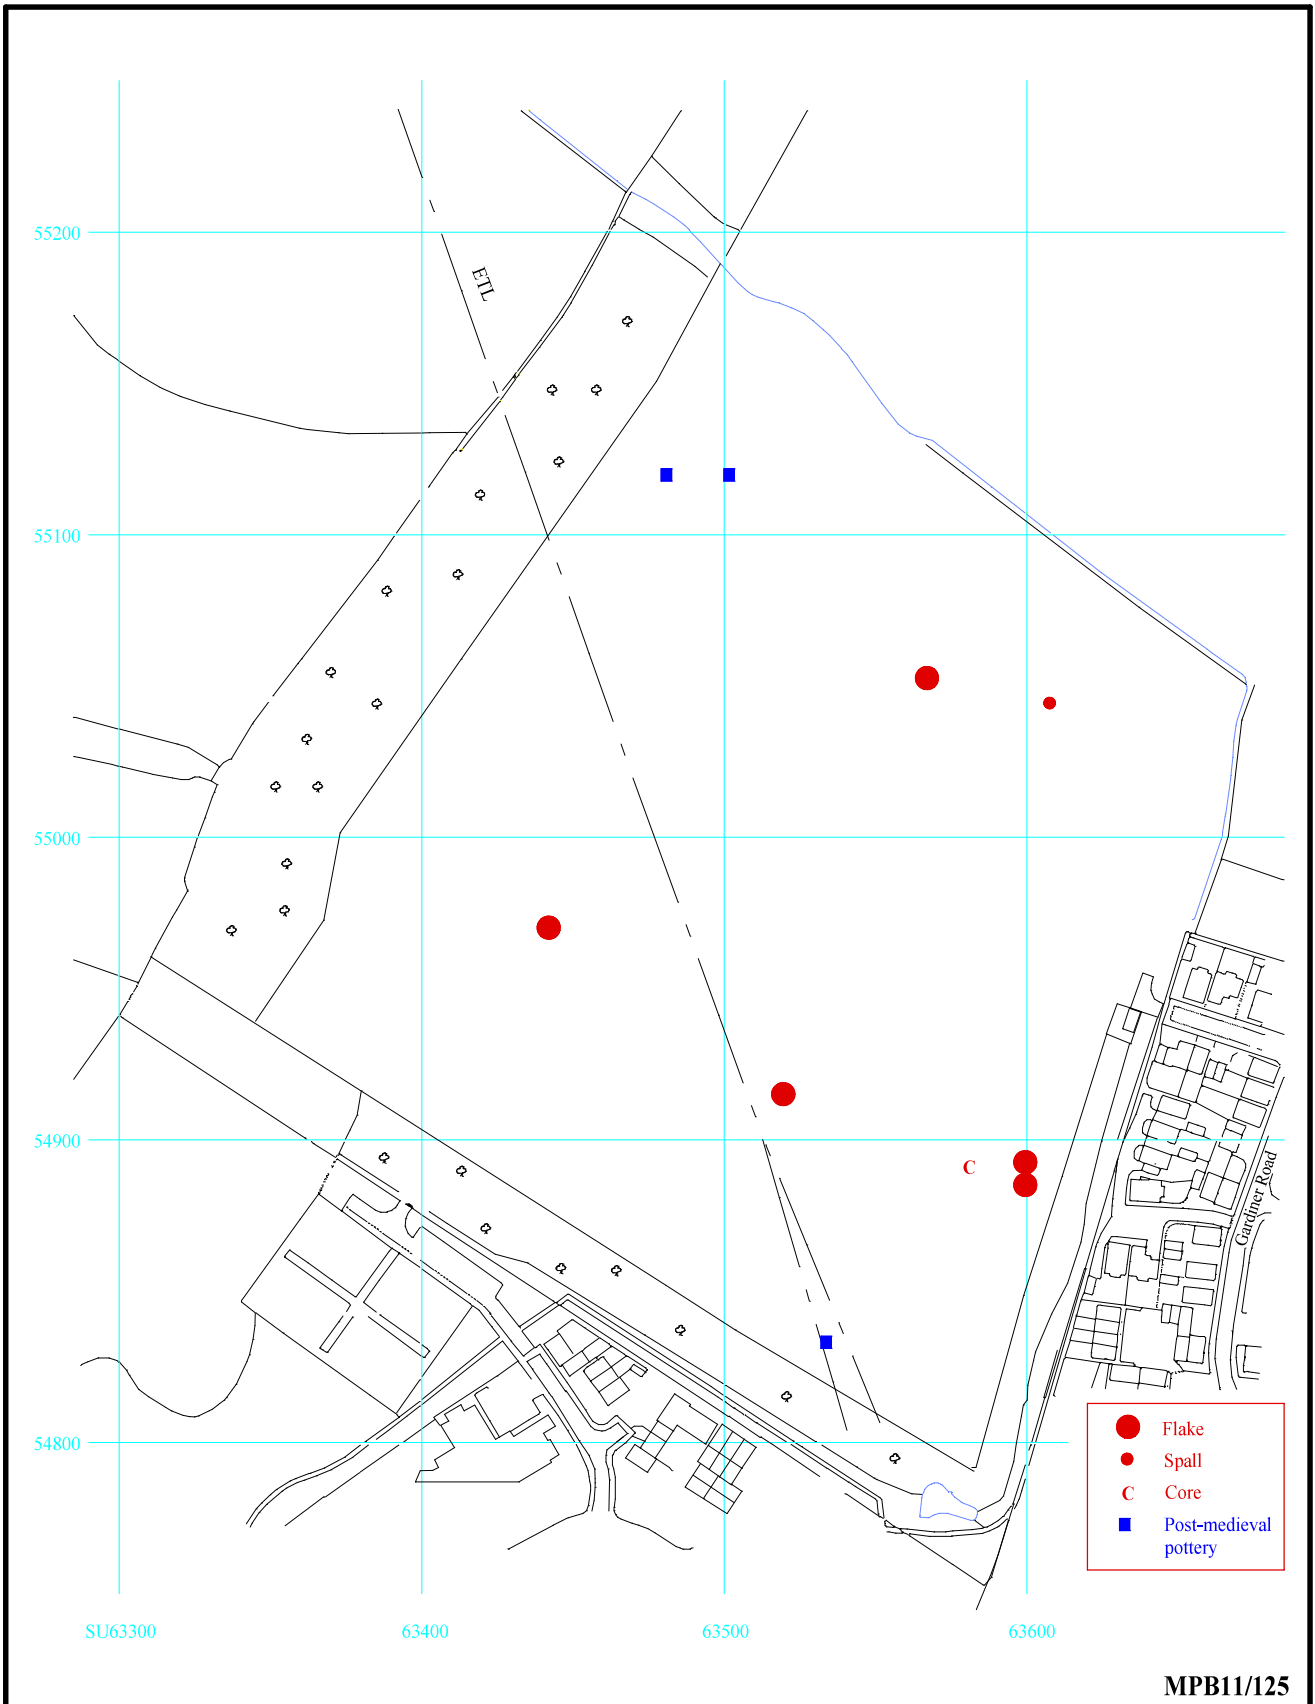 55200
ETL
55100
55000
54900
C
Gardiner Road
54800
Flake
Spall
C Core
Post-medieval
pottery
SU63300 63400 63500 63600
MPB11/125